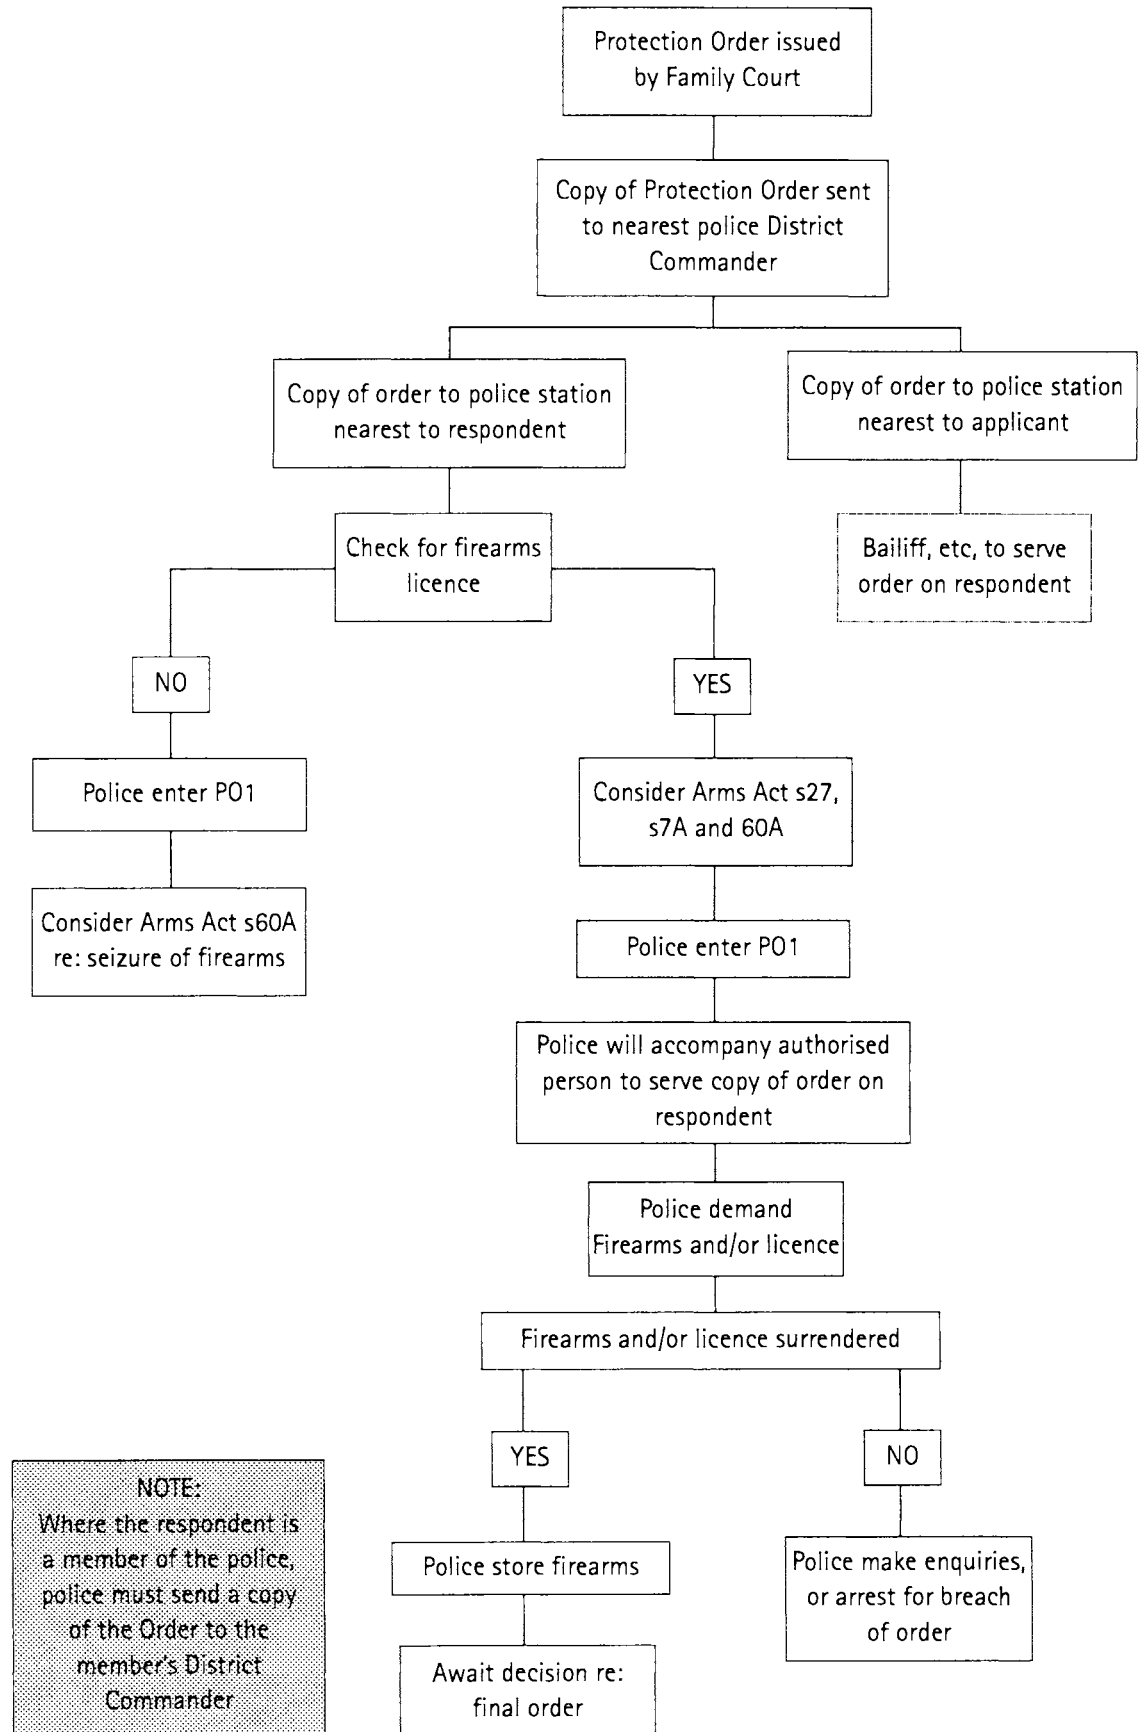 Protection Order issued
by Family Court
Copy of Protection Order sent
to nearest police District
Commander
Copy of order to police station
nearest to respondent
Copy of order to police station
nearest to applicant
Check for firearms
licence
Bailiff, etc, to serve
order on respondent
NO
YES
Police enter PO1
Consider Arms Act s27,
s7A and 60A
Consider Arms Act s60A
re: seizure of firearms
Police enter PO1
Police will accompany authorised
person to serve copy of order on
respondent
Police demand
Firearms and/or licence
Firearms and/or licence surrendered
YES
NO
Police store firearms
Police make enquiries,
or arrest for breach
of order
Await decision re:
final order
NOTE:
Where the respondent is
a member of the police,
police must send a copy
of the Order to the
member's District
Commander